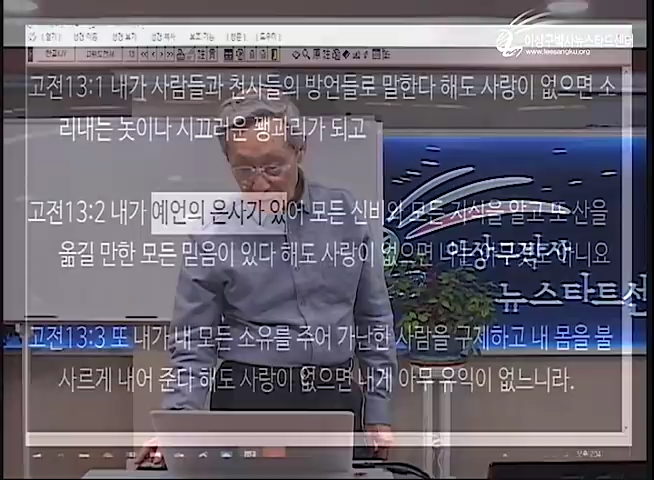 이상구박사뉴스타트센터
www.leesangku.org
고전13:1 내가 사람들과 천사들의 방언들로 말한다 해도 사랑이 없으면 소
리내는 놋이나 시끄러운 꽹과리가 되고
고전13:2 내가 예언의 은사가 있어 모든 신비와 모든 지식을 알고 또 산을
옮길 만한 모든 믿음이 있다 해도 사랑이 없으면 내가 아무것도 아니요
이상구박사
뉴스타트센
고전13:3 또 내가 내 모든 소유를 주어 가난한 사람을 구제하고 내 몸을 불
사르게 내어 준다 해도 사랑이 없으면 내게 아무 유익이 없느니라.